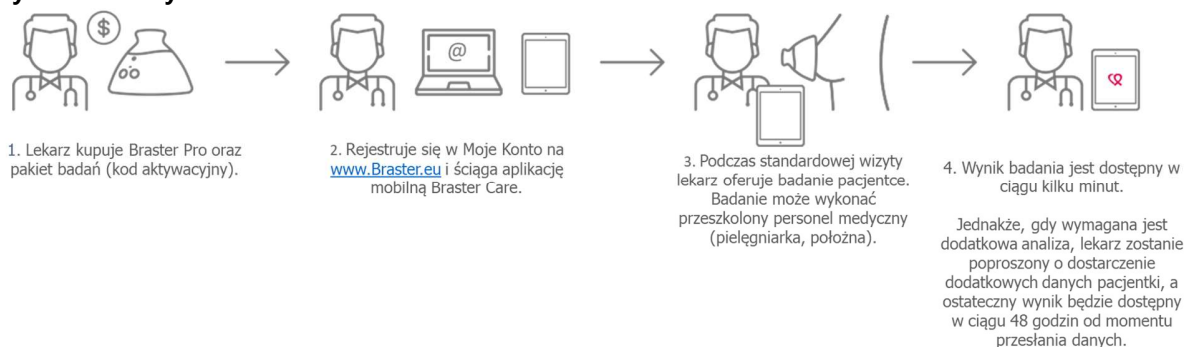 $
@
1. Lekarz kupuje Braster Pro oraz
pakiet badań (kod aktywacyjny).
2. Rejestruje się w Moje Konto na
www.Braster.eu i ściąga aplikację
mobilną Braster Care.
3. Podczas standardowej wizyty
lekarz oferuje badanie pacjentce.
Badanie może wykonać
przeszkolony personel medyczny
(pielęgniarka, położna).
4. Wynik badania jest dostępny w
ciągu kilku minut.
Jednakże, gdy wymagana jest
dodatkowa analiza, lekarz zostanie
poproszony o dostarczenie
dodatkowych danych pacjentki, a
ostateczny wynik będzie dostępny
w ciągu 48 godzin od momentu
przesłania danych.